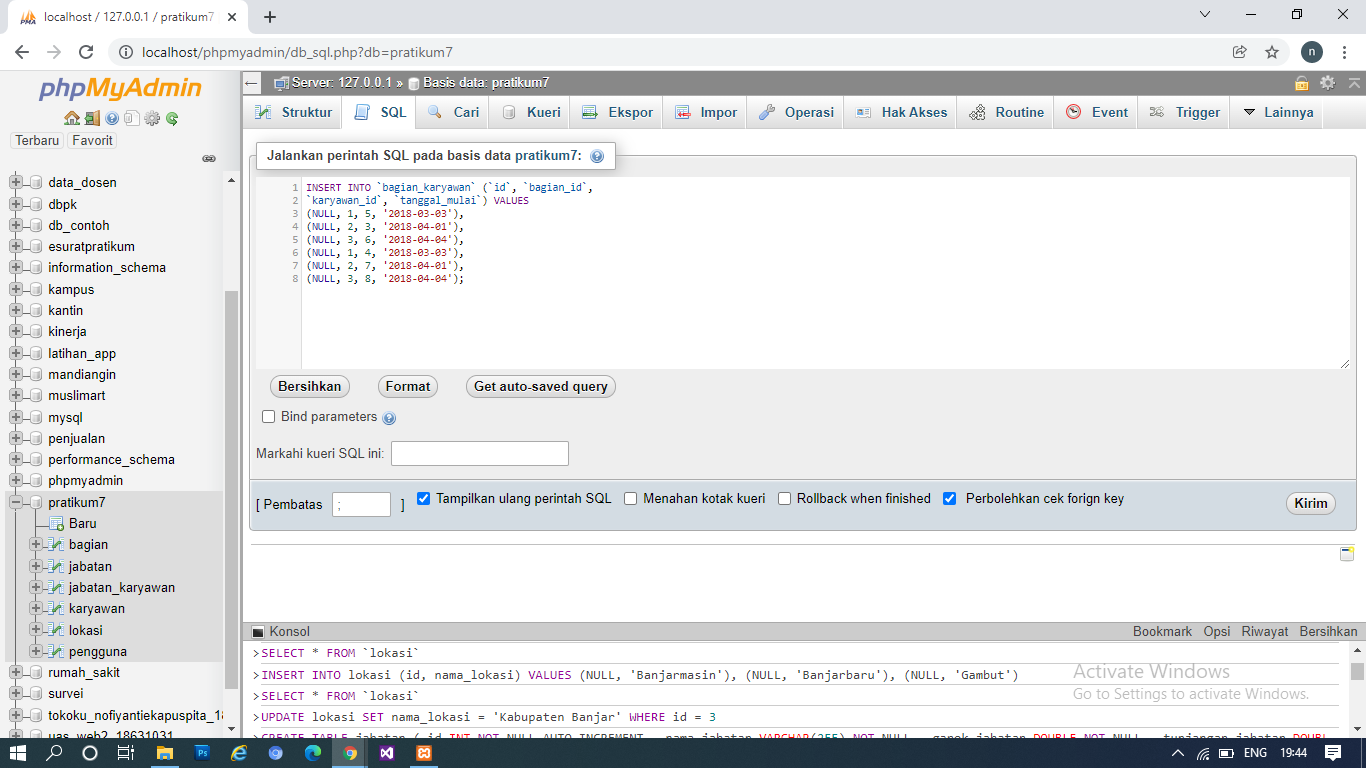 localhost / 127.0.0.1 / pratikum7
localhost/phpmyadmin/db_sql.php?db=pratikum7
n
phpMyAdmin
Terbaru Favorit
data_dosen
dbpk
db_contoh
esuratpratikum
information_schema
kampus
kantin
kinerja
latihan_app
mandiangin
muslimart
mysql
penjualan
performance_schema
phpmyadmin
pratikum7
Baru
bagian
jabatan
jabatan_karyawan
karyawan
lokasi
pengguna
rumah_sakit
survei
tokoku_nofiyantiekapuspita_18
uas_web2_18631031
Server: 127.0.0.1 » Basis data: pratikum7
Struktur SQL Cari Kueri Ekspor Impor Operasi Hak Akses Routine Event Trigger Lainnya
Jalankan perintah SQL pada basis data pratikum7:
1 INSERT INTO `bagian_karyawan` (`id`, `bagian_id`,
2 `karyawan_id`, `tanggal_mulai`) VALUES
3 (NULL, 1, 5, '2018-03-03'),
4 (NULL, 2, 3, '2018-04-01'),
5 (NULL, 3, 6, '2018-04-04'),
6 (NULL, 1, 4, '2018-03-03'),
7 (NULL, 2, 7, '2018-04-01'),
8 (NULL, 3, 8, '2018-04-04');
Bersihkan Format Get auto-saved query
Bind parameters
Markahi kueri SQL ini:
[ Pembatas ; ] Tampilkan ulang perintah SQL Menahan kotak kueri Rollback when finished Perbolehkan cek forign key Kirim
Konsol Bookmark Opsi Riwayat Bersihkan
>SELECT * FROM `lokasi`
>INSERT INTO lokasi (id, nama_lokasi) VALUES (NULL, 'Banjarmasin'), (NULL, 'Banjarbaru'), (NULL, 'Gambut')
>SELECT * FROM `lokasi`
>UPDATE lokasi SET nama_lokasi = 'Kabupaten Banjar' WHERE id = 3
>CREATE TABLE jabatan ( id INT NOT NULL AUTO_INCREMENT, nama_jabatan VARCHAR(255) NOT NULL, gapok_jabatan DOUBLE NOT NULL, tunjangan_jabatan DOUBL
Activate Windows
Go to Settings to activate Windows.
ENG 19:44